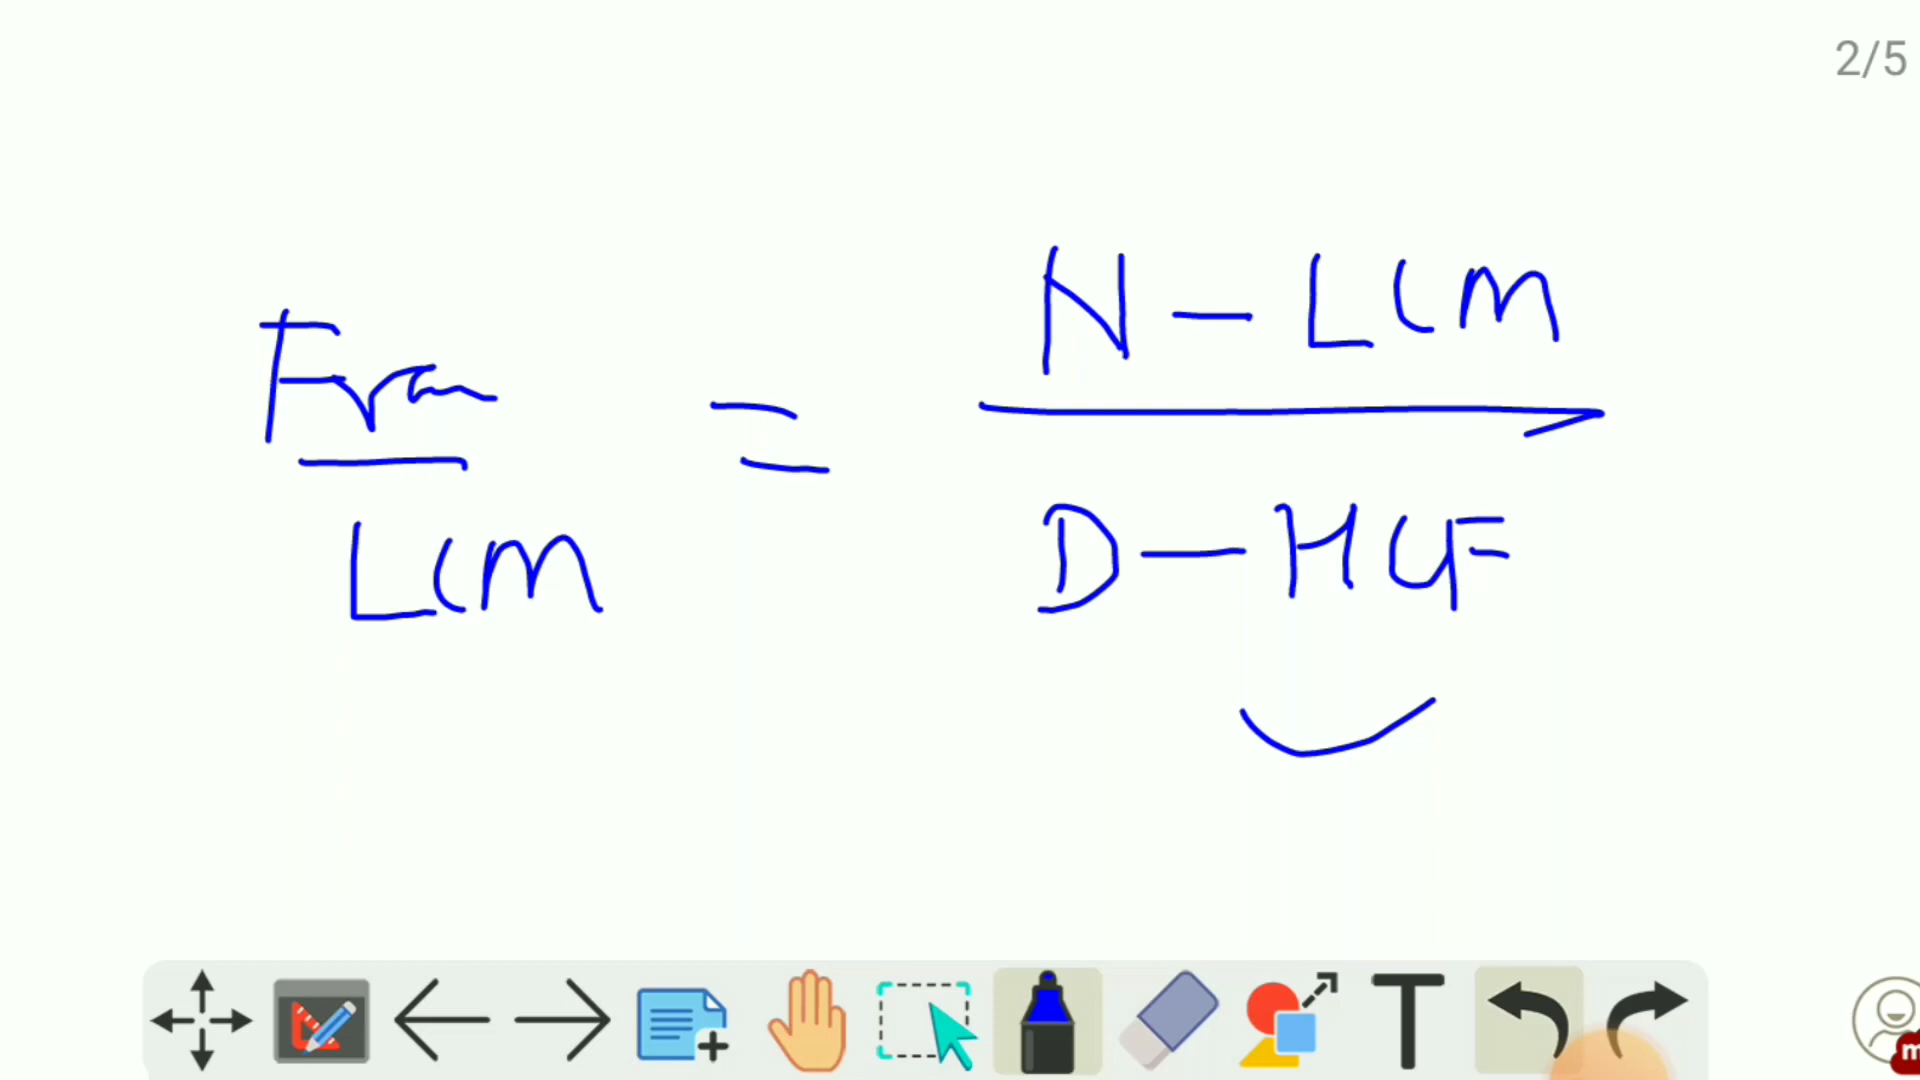 2/5
Fra
LCM
=
N - LCM
D - HCF
T
m